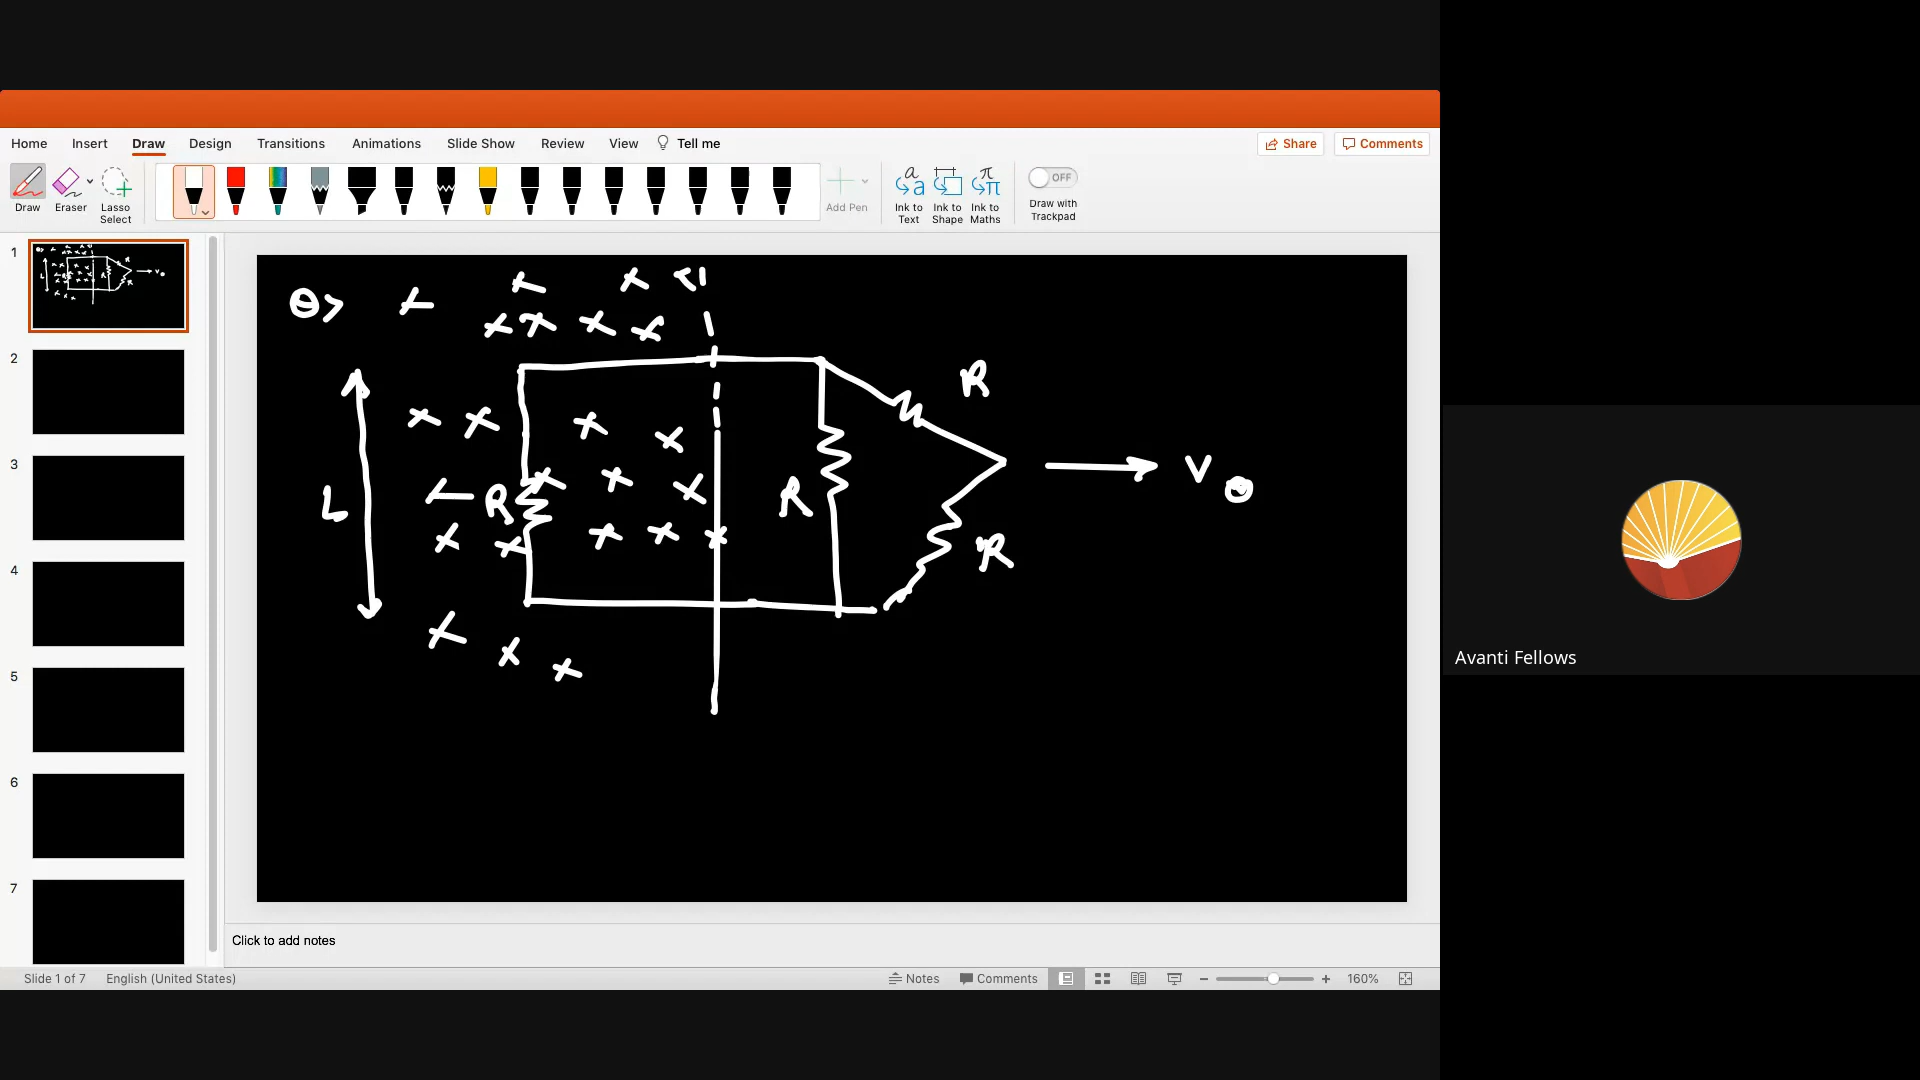 Home Insert Draw Design Transitions Animations Slide Show Review View Tell me Share Comments
Draw Eraser Lasso Select Add Pen Ink to Text Ink to Shape Ink to Maths OFF Draw with Trackpad
1
2
3
4
5
6
7
Q>
R
L
R
R
V0
R
Avanti Fellows
Click to add notes
Slide 1 of 7 English (United States) Notes Comments 160%